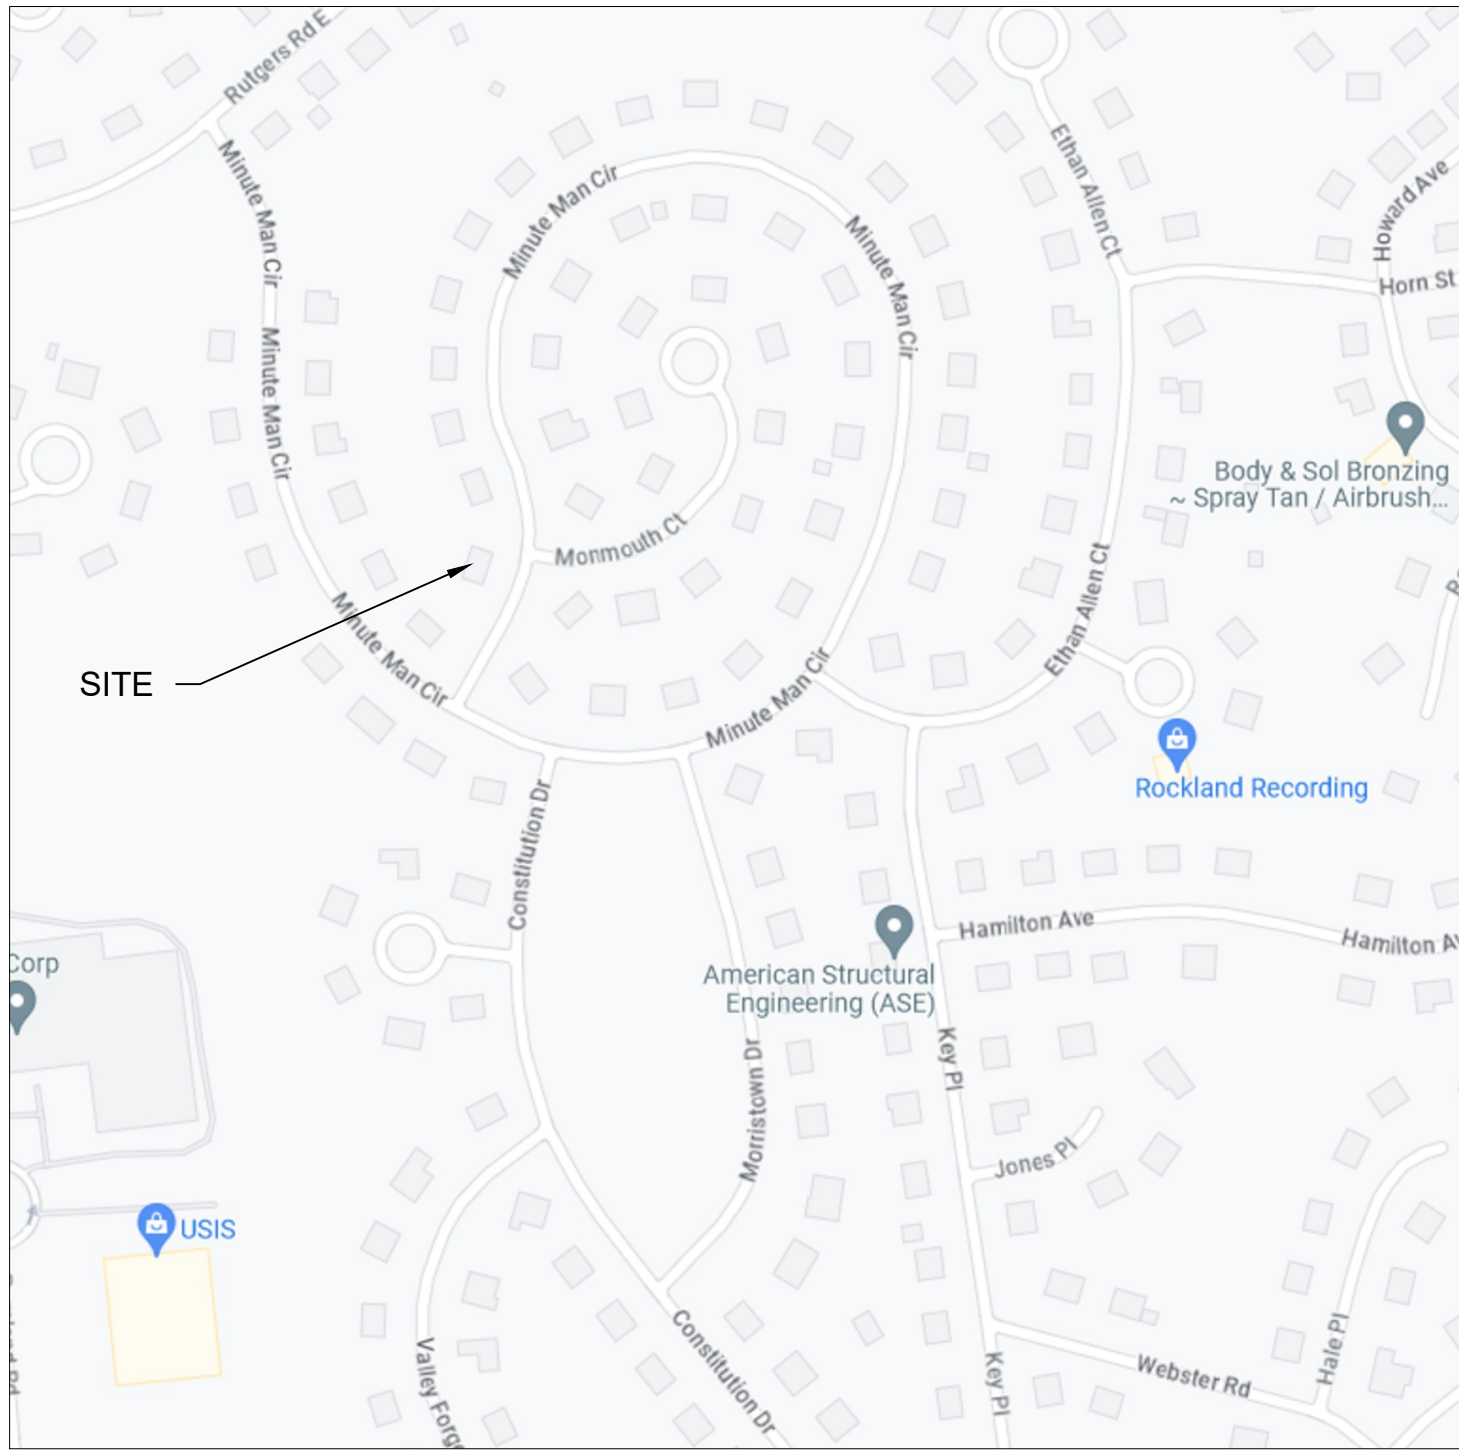 Rutgers Rd E
Minute Man Cir
Minute Man Cir
Ethan Allen Ct
Howard Ave
Minute Man Cir
Horn St
Minute Man Cir
Body & Sol Bronzing
~ Spray Tan / Airbrush...
Monmouth Ct
Ethan Allen Ct
Minute Man Cir
SITE
Minute Man Cir
Rockland Recording
Constitution Dr
Hamilton Ave
Hamilton Av
Corp
American Structural
Engineering (ASE)
Key Pl
Morristown Dr
Jones Pl
USIS
Constitution Dr
Valley Forge
Key Pl
Webster Rd
Hale Pl